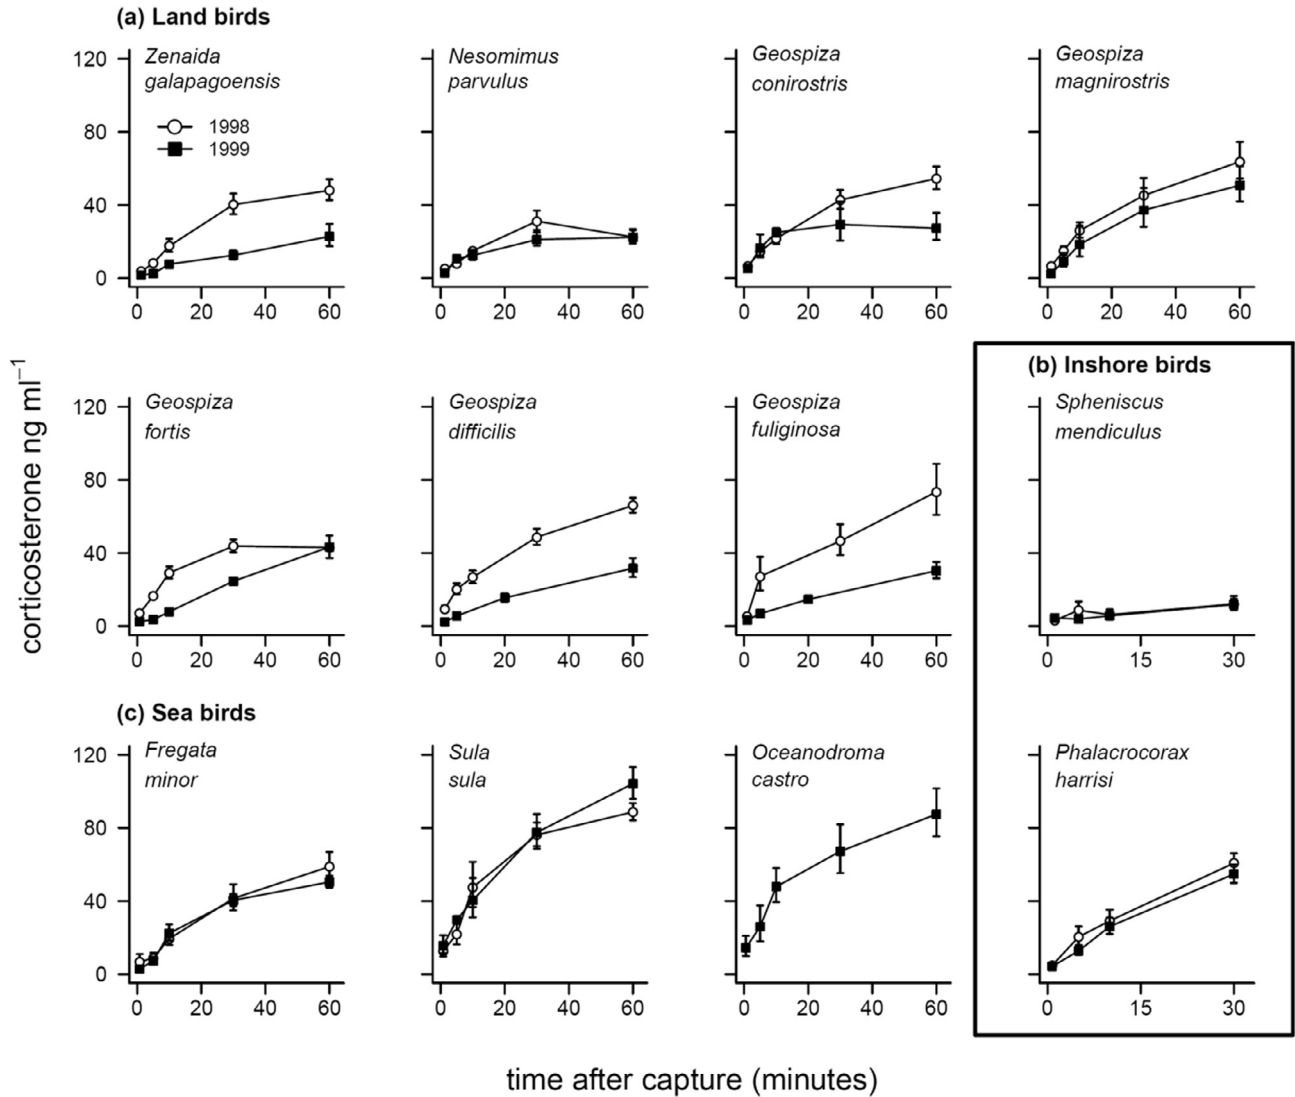 (a) Land birds
Zenaida
galapagoensis
1998
1999
120
80
40
0
0 20 40 60
Nesomimus
parvulus
0 20 40 60
Geospiza
conirostris
0 20 40 60
Geospiza
magnirostris
0 20 40 60
corticosterone ng ml⁻¹
Geospiza
fortis
120
80
40
0
0 20 40 60
Geospiza
difficilis
0 20 40 60
Geospiza
fuliginosa
0 20 40 60
(b) Inshore birds
Spheniscus
mendiculus
0 15 30
(c) Sea birds
Fregata
minor
120
80
40
0
0 20 40 60
Sula
sula
0 20 40 60
Oceanodroma
castro
0 20 40 60
Phalacrocorax
harrisi
0 15 30
time after capture (minutes)